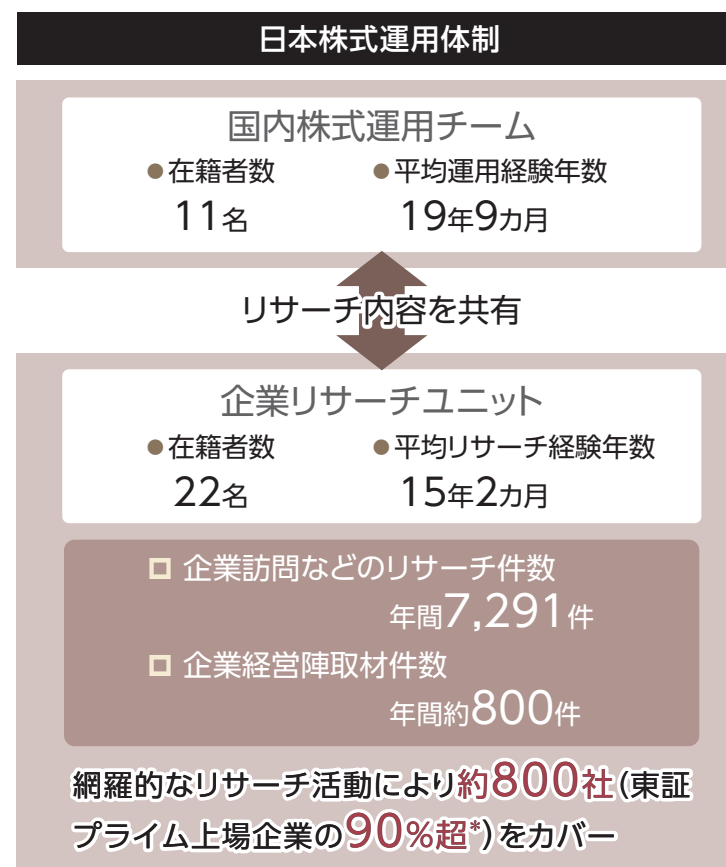 日本株式運用体制
国内株式運用チーム
●在籍者数 ●平均運用経験年数
11名 19年9カ月
リサーチ内容を共有
企業リサーチユニット
●在籍者数 ●平均リサーチ経験年数
22名 15年2カ月
企業訪問などのリサーチ件数
年間7,291件
企業経営陣取材件数
年間約800件
網羅的なリサーチ活動により約800社(東証
プライム上場企業の90%超*)をカバー